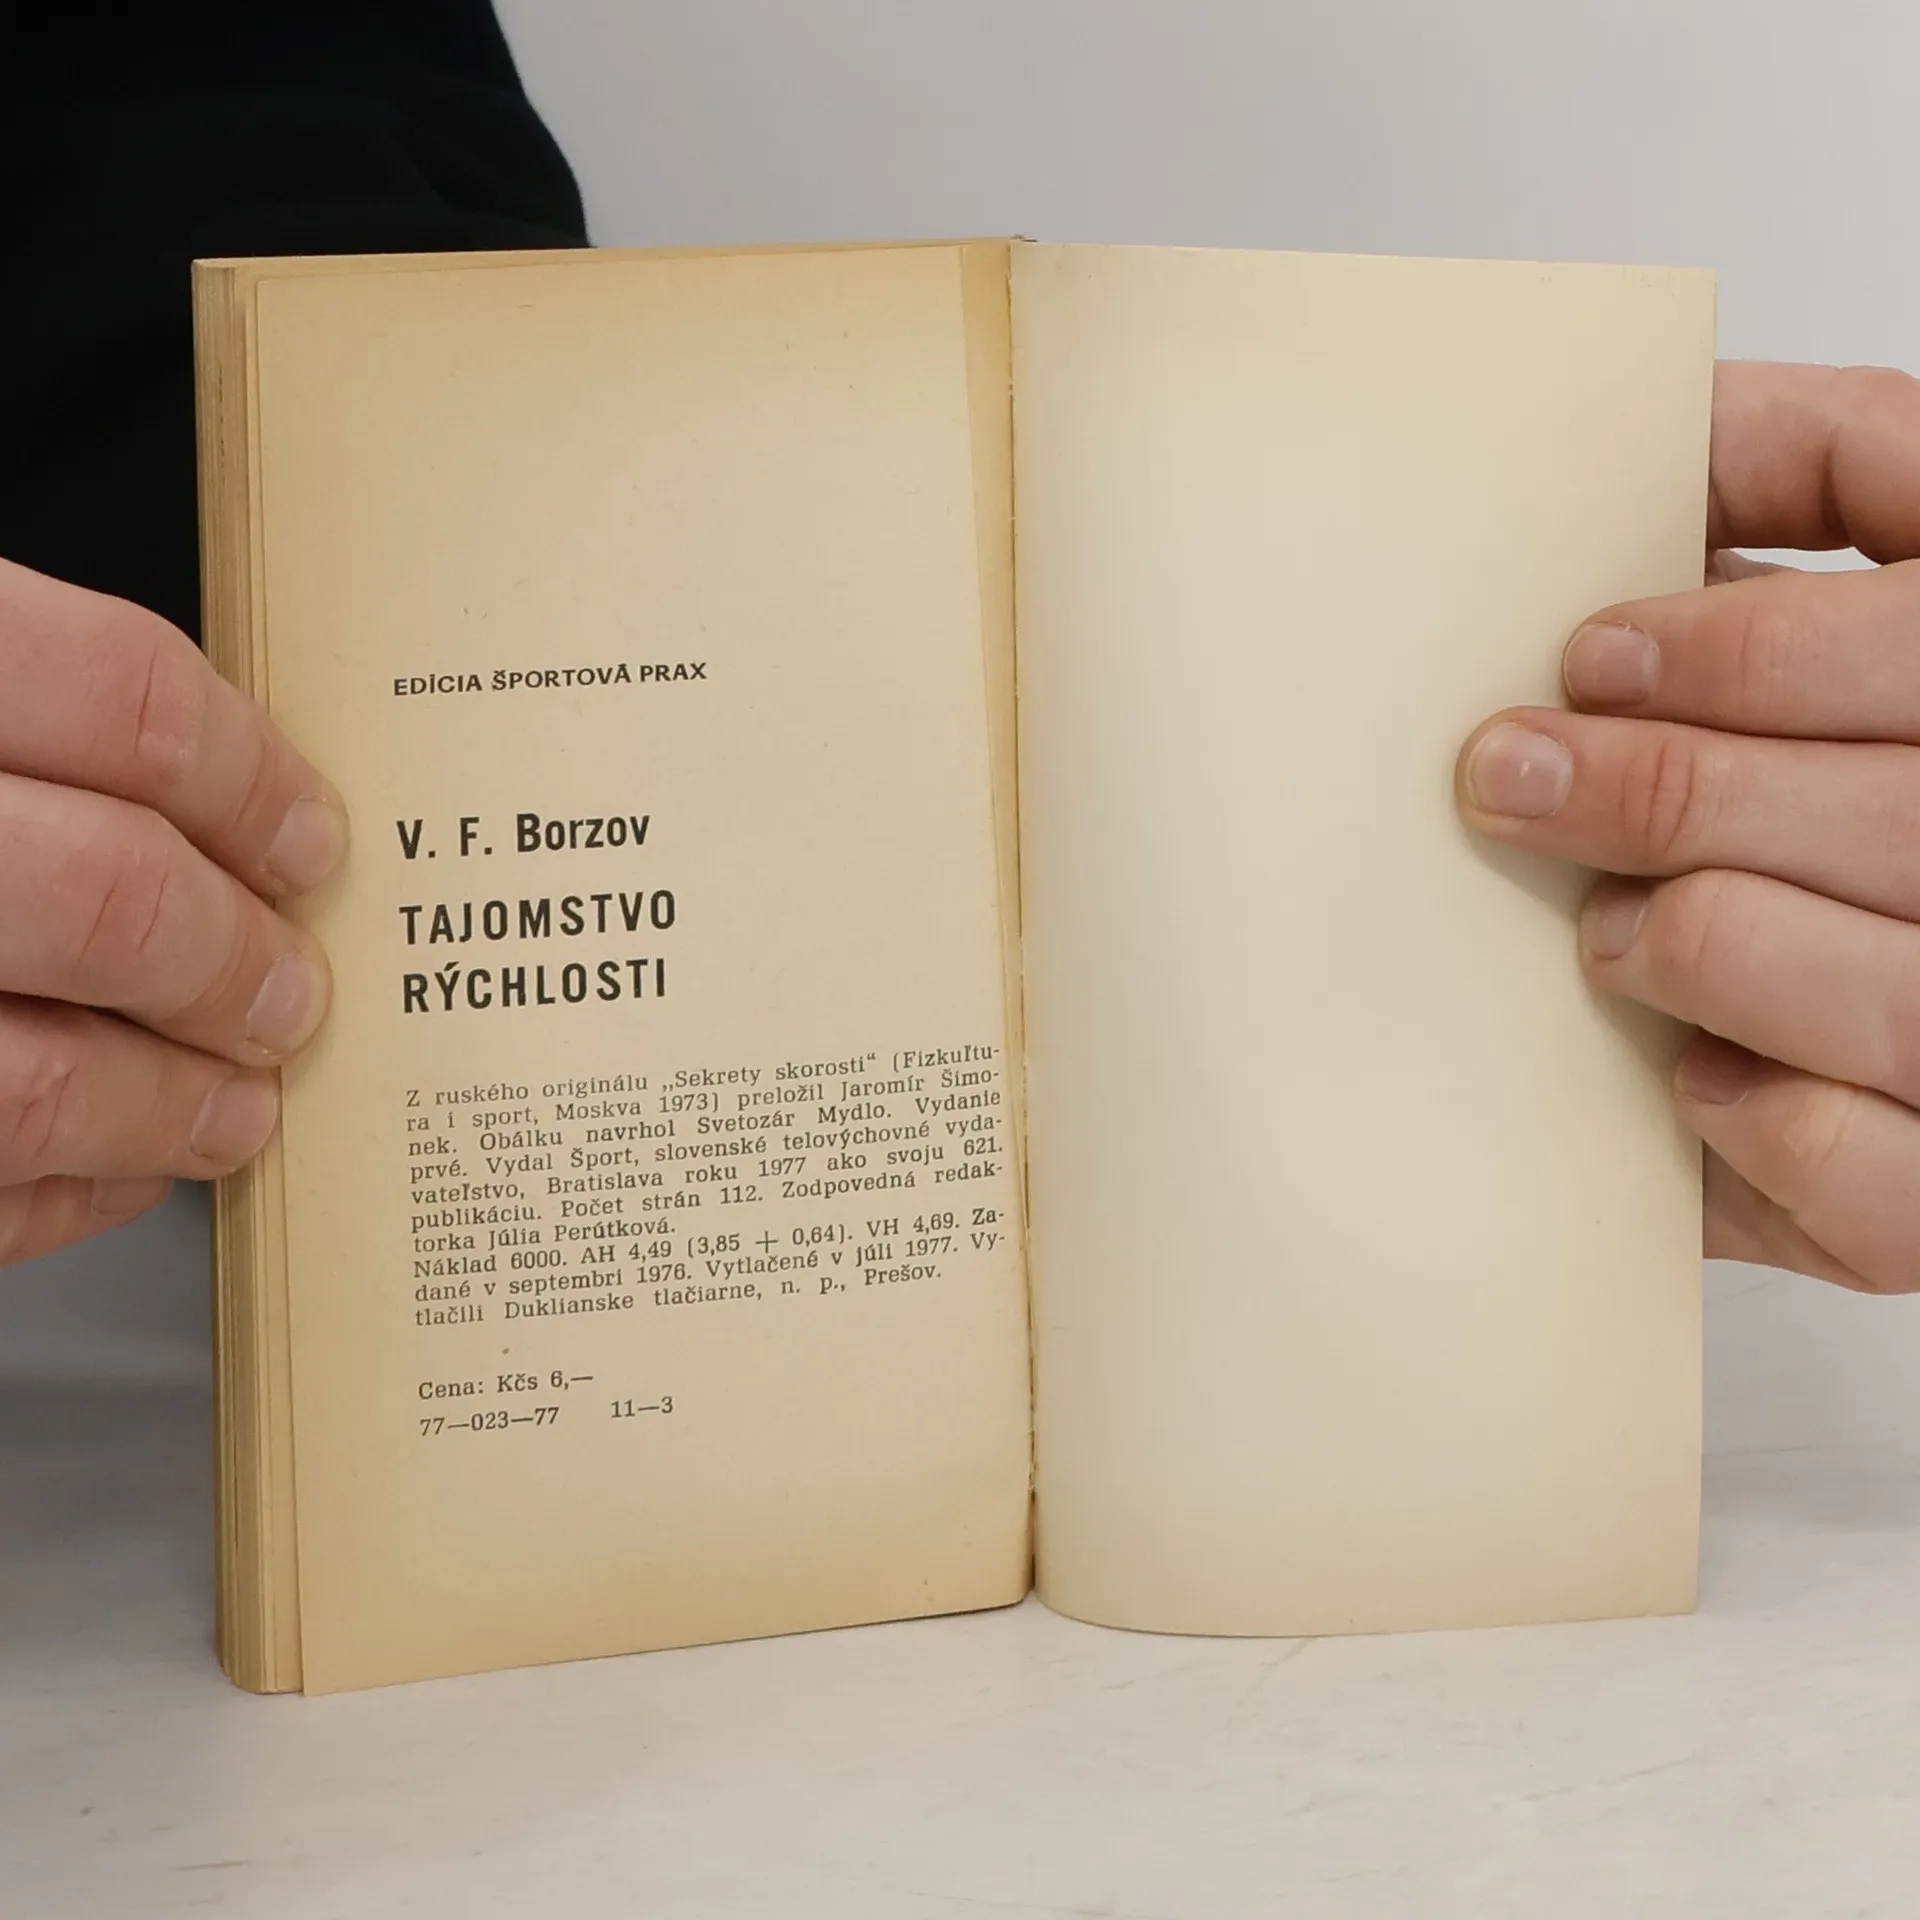 EDÍCIA ŠPORTOVÁ PRAX
V. F. Borzov
TAJOMSTVO
RÝCHLOSTI
Z ruského originálu „Sekrety skorosti“ (Fizkuľtu-
ra i sport, Moskva 1973) preložil Jaromír Šimo-
nek. Obálku navrhol Svetozár Mydlo. Vydanie
prvé. Vydal Šport, slovenské telovýchovné vyda-
vateľstvo, Bratislava roku 1977 ako svoju 621.
publikáciu. Počet strán 112. Zodpovedná redak-
torka Júlia Perútková.
Náklad 6000. AH 4,49 (3,85 + 0,64). VH 4,69. Za-
dané v septembri 1976. Vytlačené v júli 1977. Vy-
tlačili Duklianske tlačiarne, n. p., Prešov.
Cena: Kčs 6,—
77—023—77 11—3